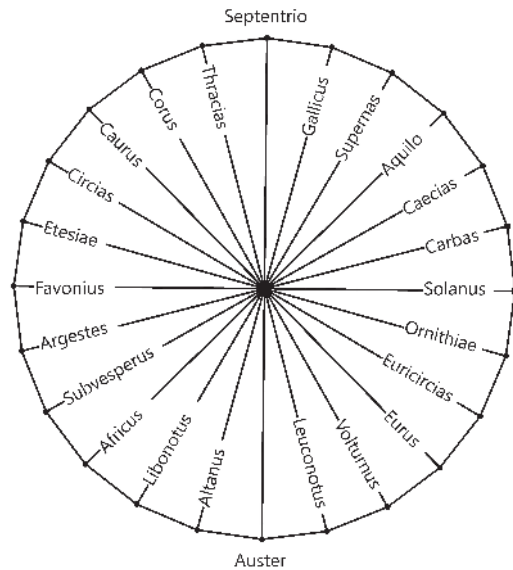 Septentrio
Gallicus
Supernas
Aquilo
Caecias
Carbas
Solanus
Ornithiae
Euricircias
Eurus
Volturnus
Leuconotus
Auster
Altanus
Libonotus
Africus
Subvesperus
Argestes
Favonius
Etesiae
Circias
Caurus
Corus
Thracias